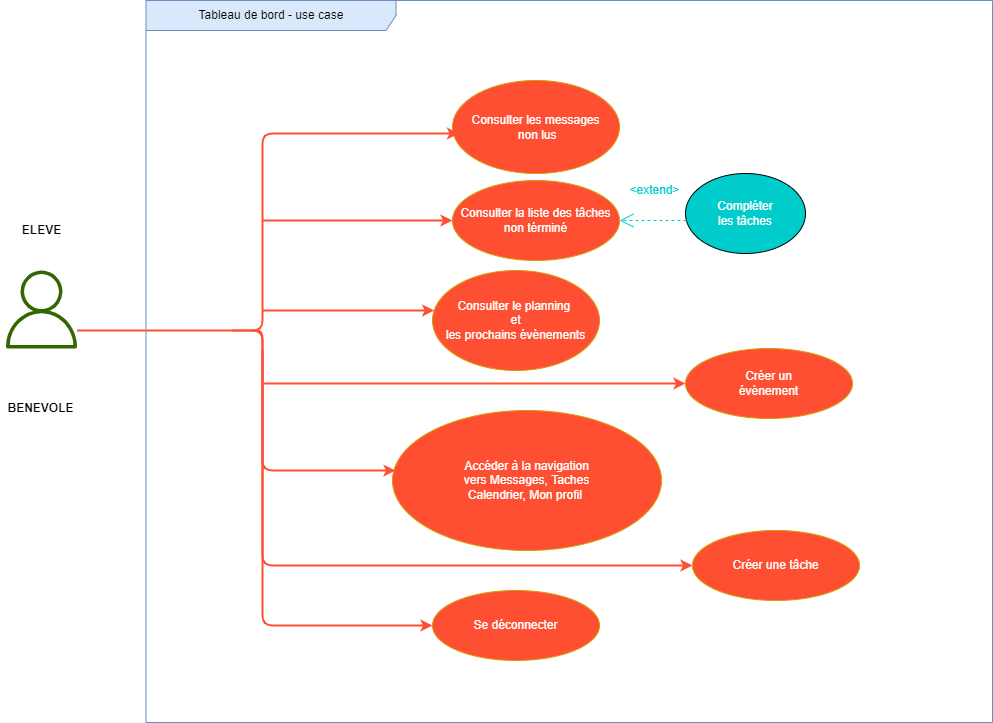 Tableau de bord - use case
Consulter les messages
non lus
<extend>
Compléter
les tâches
Consulter la liste des tâches
non términé
ELEVE
Consulter le planning
et
les prochains évènements
Créer un
évènement
BENEVOLE
Accéder à la navigation
vers Messages, Taches
Calendrier, Mon profil
Créer une tâche
Se déconnecter